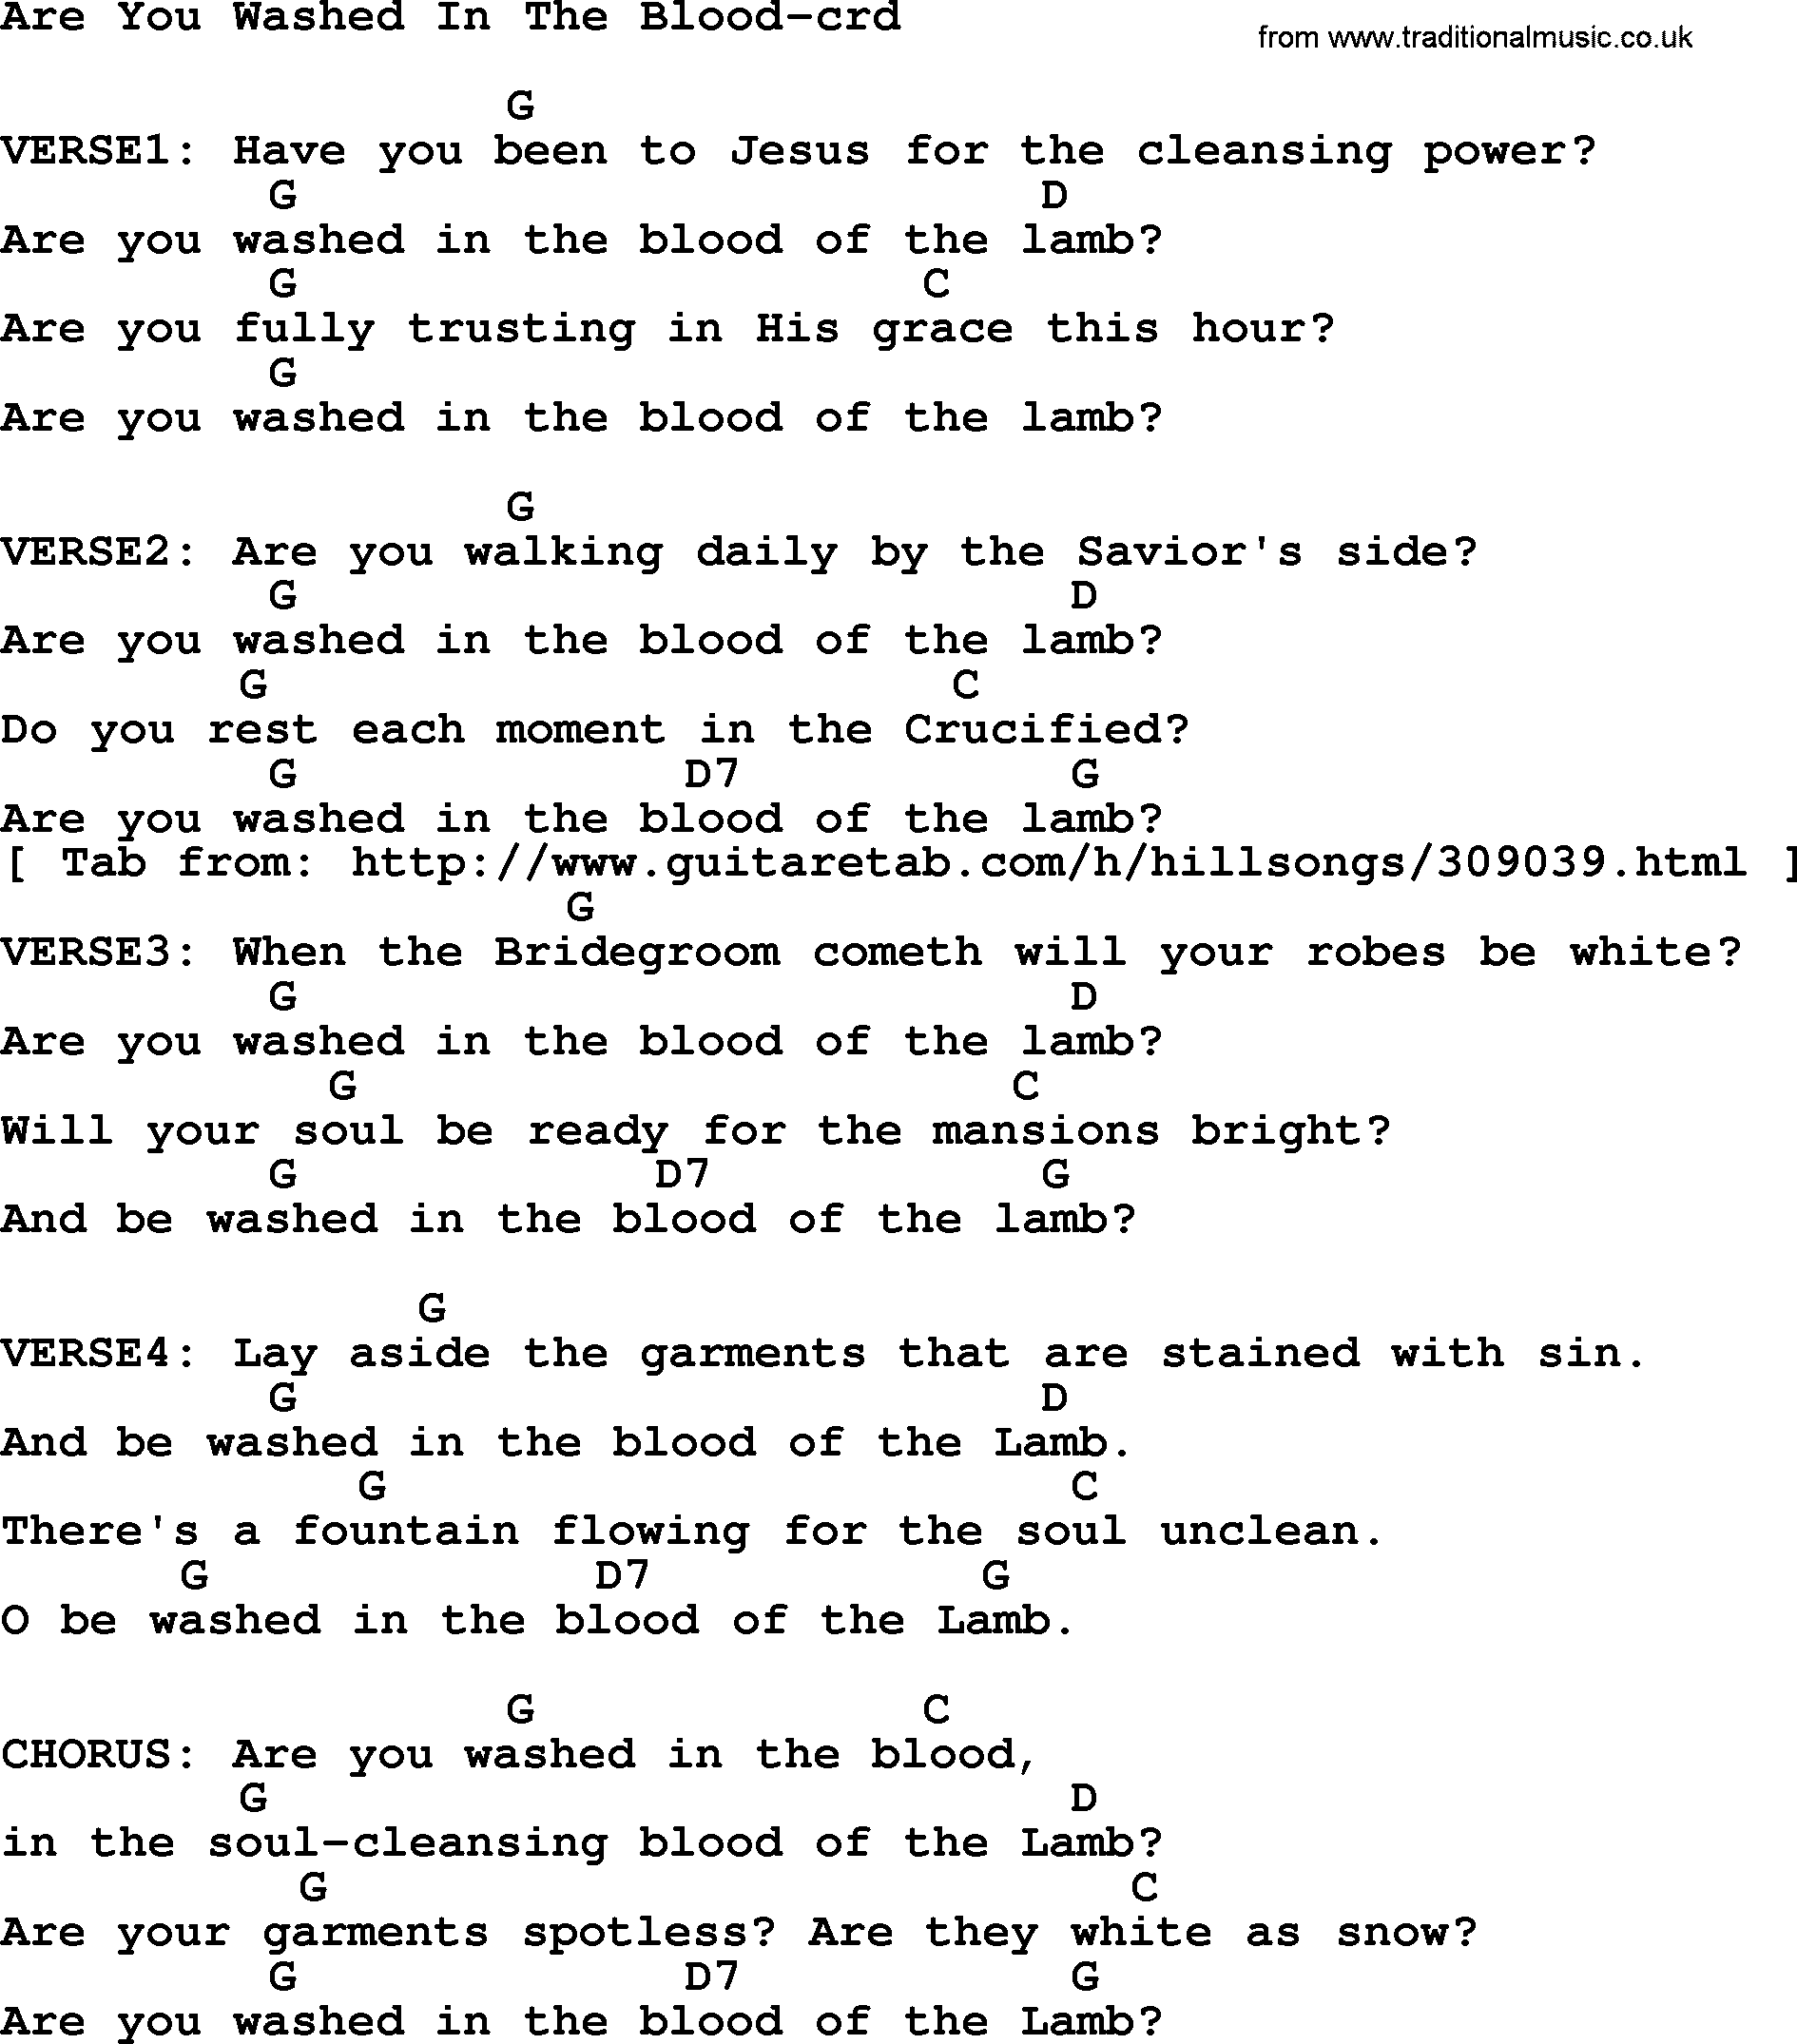 Are You Washed In The Blood-crd
from www.traditionalmusic.co.uk
G
VERSE1: Have you been to Jesus for the cleansing power?
G D
Are you washed in the blood of the lamb?
G C
Are you fully trusting in His grace this hour?
G
Are you washed in the blood of the lamb?
G
VERSE2: Are you walking daily by the Savior's side?
G D
Are you washed in the blood of the lamb?
G C
Do you rest each moment in the Crucified?
G D7 G
Are you washed in the blood of the lamb?
[ Tab from: http://www.guitaretab.com/h/hillsongs/309039.html ]
G
VERSE3: When the Bridegroom cometh will your robes be white?
G D
Are you washed in the blood of the lamb?
G C
Will your soul be ready for the mansions bright?
G D7 G
And be washed in the blood of the lamb?
G
VERSE4: Lay aside the garments that are stained with sin.
G D
And be washed in the blood of the Lamb.
G C
There's a fountain flowing for the soul unclean.
G D7 G
O be washed in the blood of the Lamb.
G C
CHORUS: Are you washed in the blood,
G D
in the soul-cleansing blood of the Lamb?
G C
Are your garments spotless? Are they white as snow?
G D7 G
Are you washed in the blood of the Lamb?